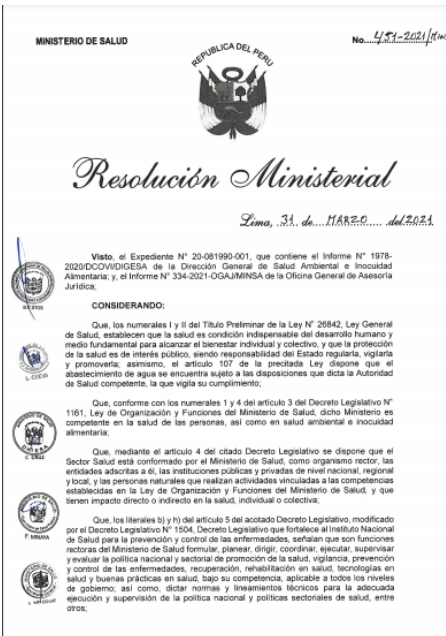 MINISTERIO DE SALUD
No. 451-2021/MIN
REPUBLICA DEL PERU
Resolución Ministerial
Lima, 31 de MARZO del 2021
Visto, el Expediente N° 20-081990-001, que contiene el Informe N° 1978-
2020/DCOVI/DIGESA de la Dirección General de Salud Ambiental e Inocuidad
Alimentaria; y, el Informe N° 334-2021-OGAJ/MINSA de la Oficina General de Asesoría
Jurídica;
CONSIDERANDO:
Que, los numerales I y II del Título Preliminar de la Ley N° 26842, Ley General
de Salud, establecen que la salud es condición indispensable del desarrollo humano y
medio fundamental para alcanzar el bienestar individual y colectivo, y que la protección
de la salud es de interés público, siendo responsabilidad del Estado regularla, vigilarla
y promoverla; asimismo, el artículo 107 de la precitada Ley dispone que el
abastecimiento de agua se encuentra sujeto a las disposiciones que dicta la Autoridad
de Salud competente, la que vigila su cumplimiento;
Que, conforme con los numerales 1 y 4 del artículo 3 del Decreto Legislativo N°
1161, Ley de Organización y Funciones del Ministerio de Salud, dicho Ministerio es
competente en la salud de las personas, así como en salud ambiental e inocuidad
alimentaria;
Que, mediante el artículo 4 del citado Decreto Legislativo se dispone que el
Sector Salud está conformado por el Ministerio de Salud, como organismo rector, las
entidades adscritas a él, las instituciones públicas y privadas de nivel nacional, regional
y local, y las personas naturales que realizan actividades vinculadas a las competencias
establecidas en la Ley de Organización y Funciones del Ministerio de Salud, y que
tienen impacto directo o indirecto en la salud, individual o colectiva;
Que, los literales b) y h) del artículo 5 del acotado Decreto Legislativo, modificado
por el Decreto Legislativo N° 1504, Decreto Legislativo que fortalece al Instituto Nacional
de Salud para la prevención y control de las enfermedades, señalan que son funciones
rectoras del Ministerio de Salud formular, planear, dirigir, coordinar, ejecutar, supervisar
y evaluar la política nacional y sectorial de promoción de la salud, vigilancia, prevención
y control de las enfermedades, recuperación, rehabilitación en salud, tecnologías en
salud y buenas prácticas en salud, bajo su competencia, aplicable a todos los niveles
de gobierno; así como, dictar normas y lineamientos técnicos para la adecuada
ejecución y supervisión de la política nacional y políticas sectoriales de salud, entre
otros;
L. CUEVA
DIGESA
C. CRUZ
P. MINAYA